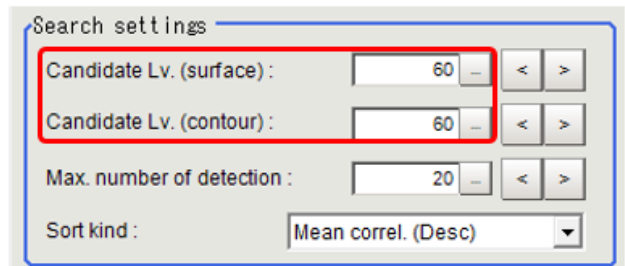 Search settings
Candidate Lv. (surface) : 60 ... < >
Candidate Lv. (contour) : 60 ... < >
Max. number of detection : 20 ... < >
Sort kind : Mean correl. (Desc)